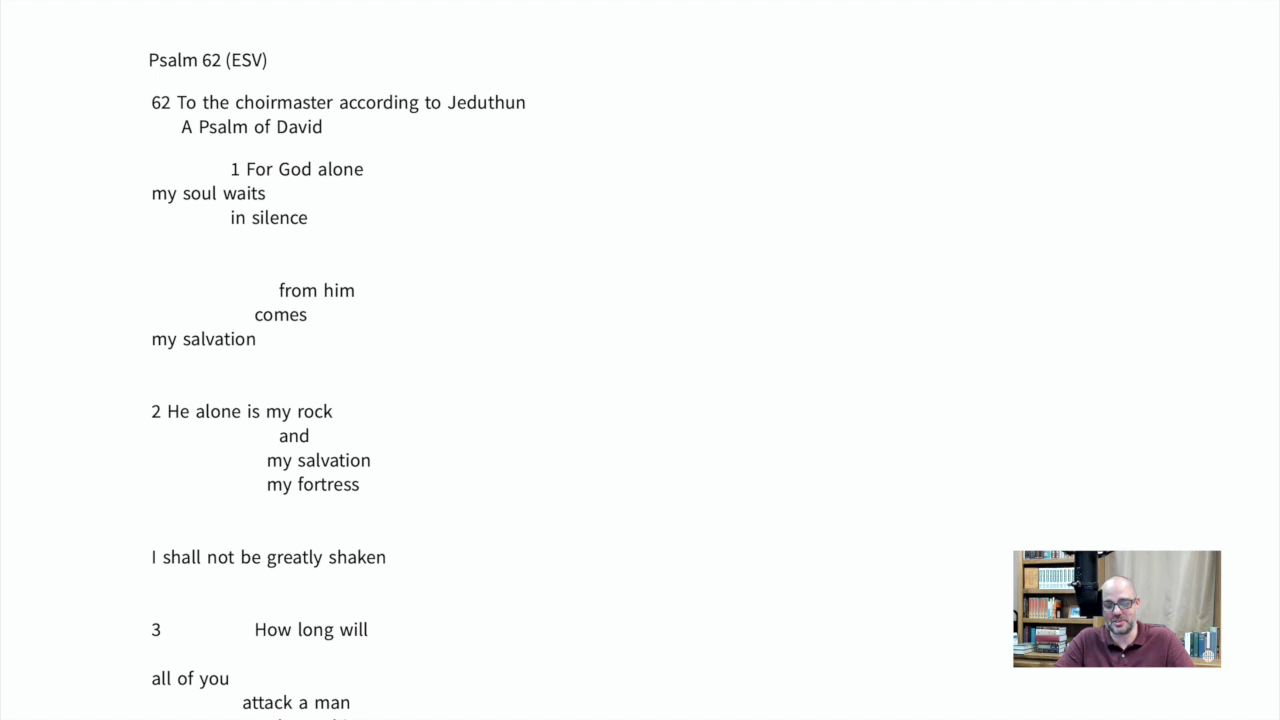 Psalm 62 (ESV)
62 To the choirmaster according to Jeduthun
A Psalm of David
1 For God alone
my soul waits
in silence
from him
comes
my salvation
2 He alone is my rock
and
my salvation
my fortress
I shall not be greatly shaken
3 How long will
all of you
attack a man